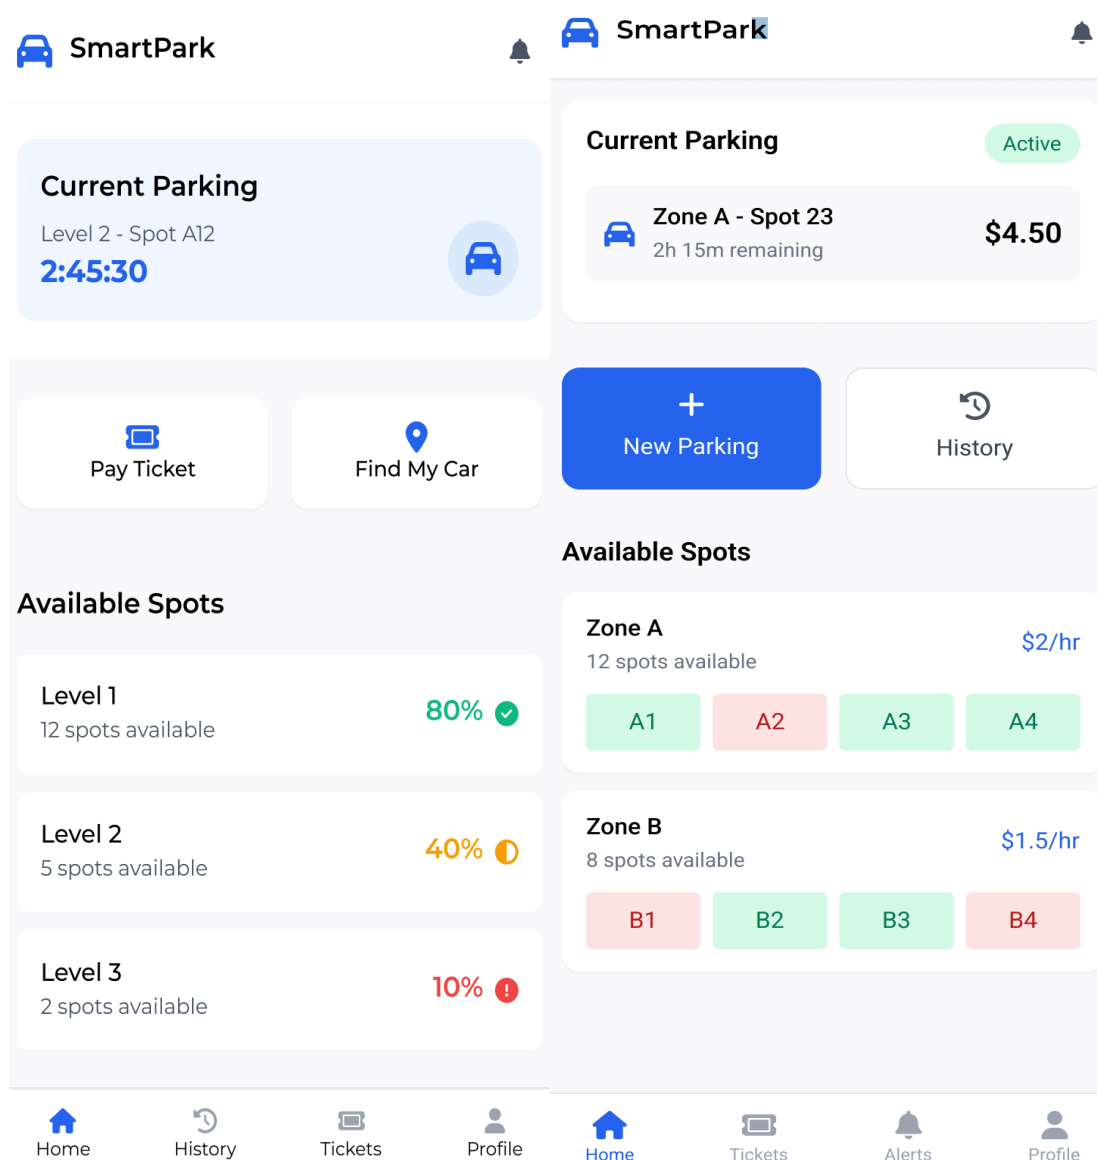 SmartPark
Current Parking
Level 2 - Spot A12
2:45:30
Pay Ticket
Find My Car
Available Spots
Level 1
12 spots available
80%
Level 2
5 spots available
40%
Level 3
2 spots available
10%
Home
History
Tickets
Profile
SmartPark
Current Parking
Active
Zone A - Spot 23
2h 15m remaining
$4.50
New Parking
History
Available Spots
Zone A
12 spots available
$2/hr
A1
A2
A3
A4
Zone B
8 spots available
$1.5/hr
B1
B2
B3
B4
Home
Tickets
Alerts
Profile